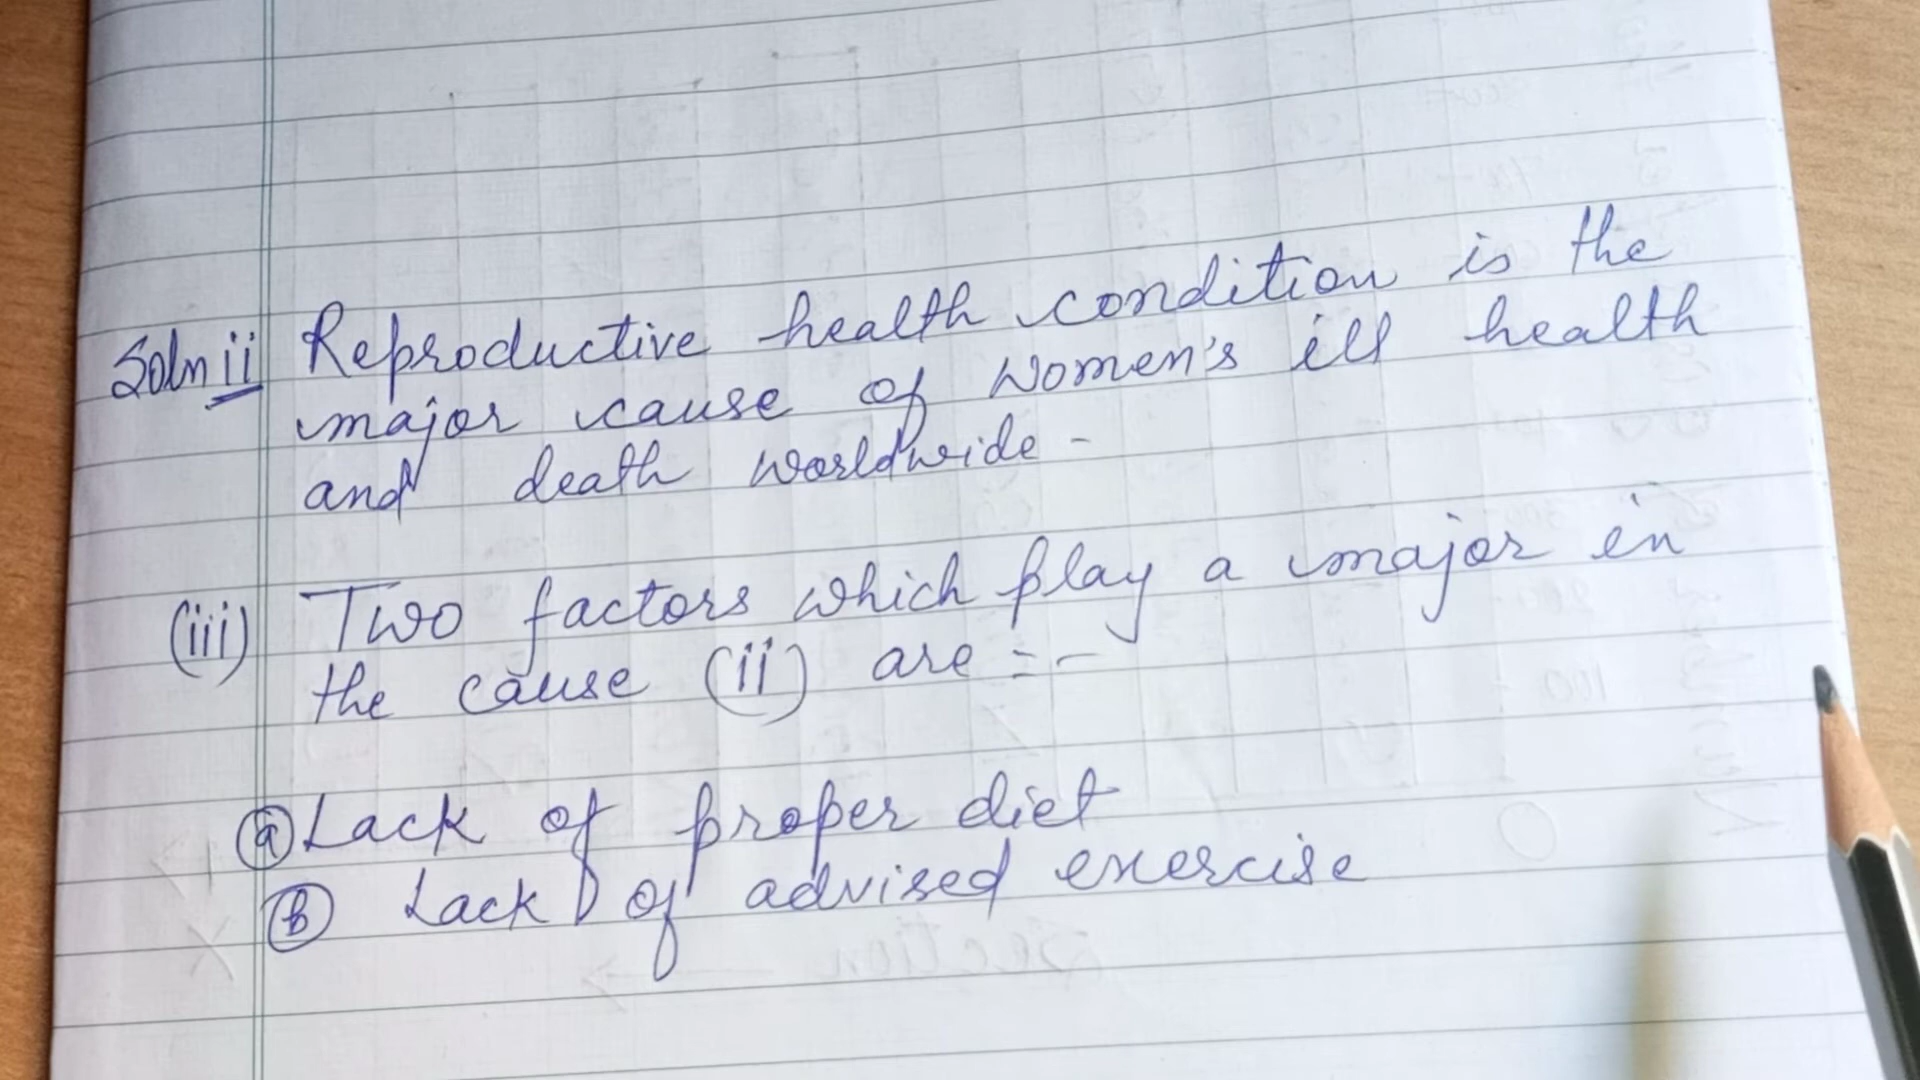 Soln ii Reproductive health condition is the
major cause of women's ill health
and death worldwide -
(iii) Two factors which play a major in
the cause (ii) are :-
(a) Lack of proper diet
(b) Lack of advised exercise